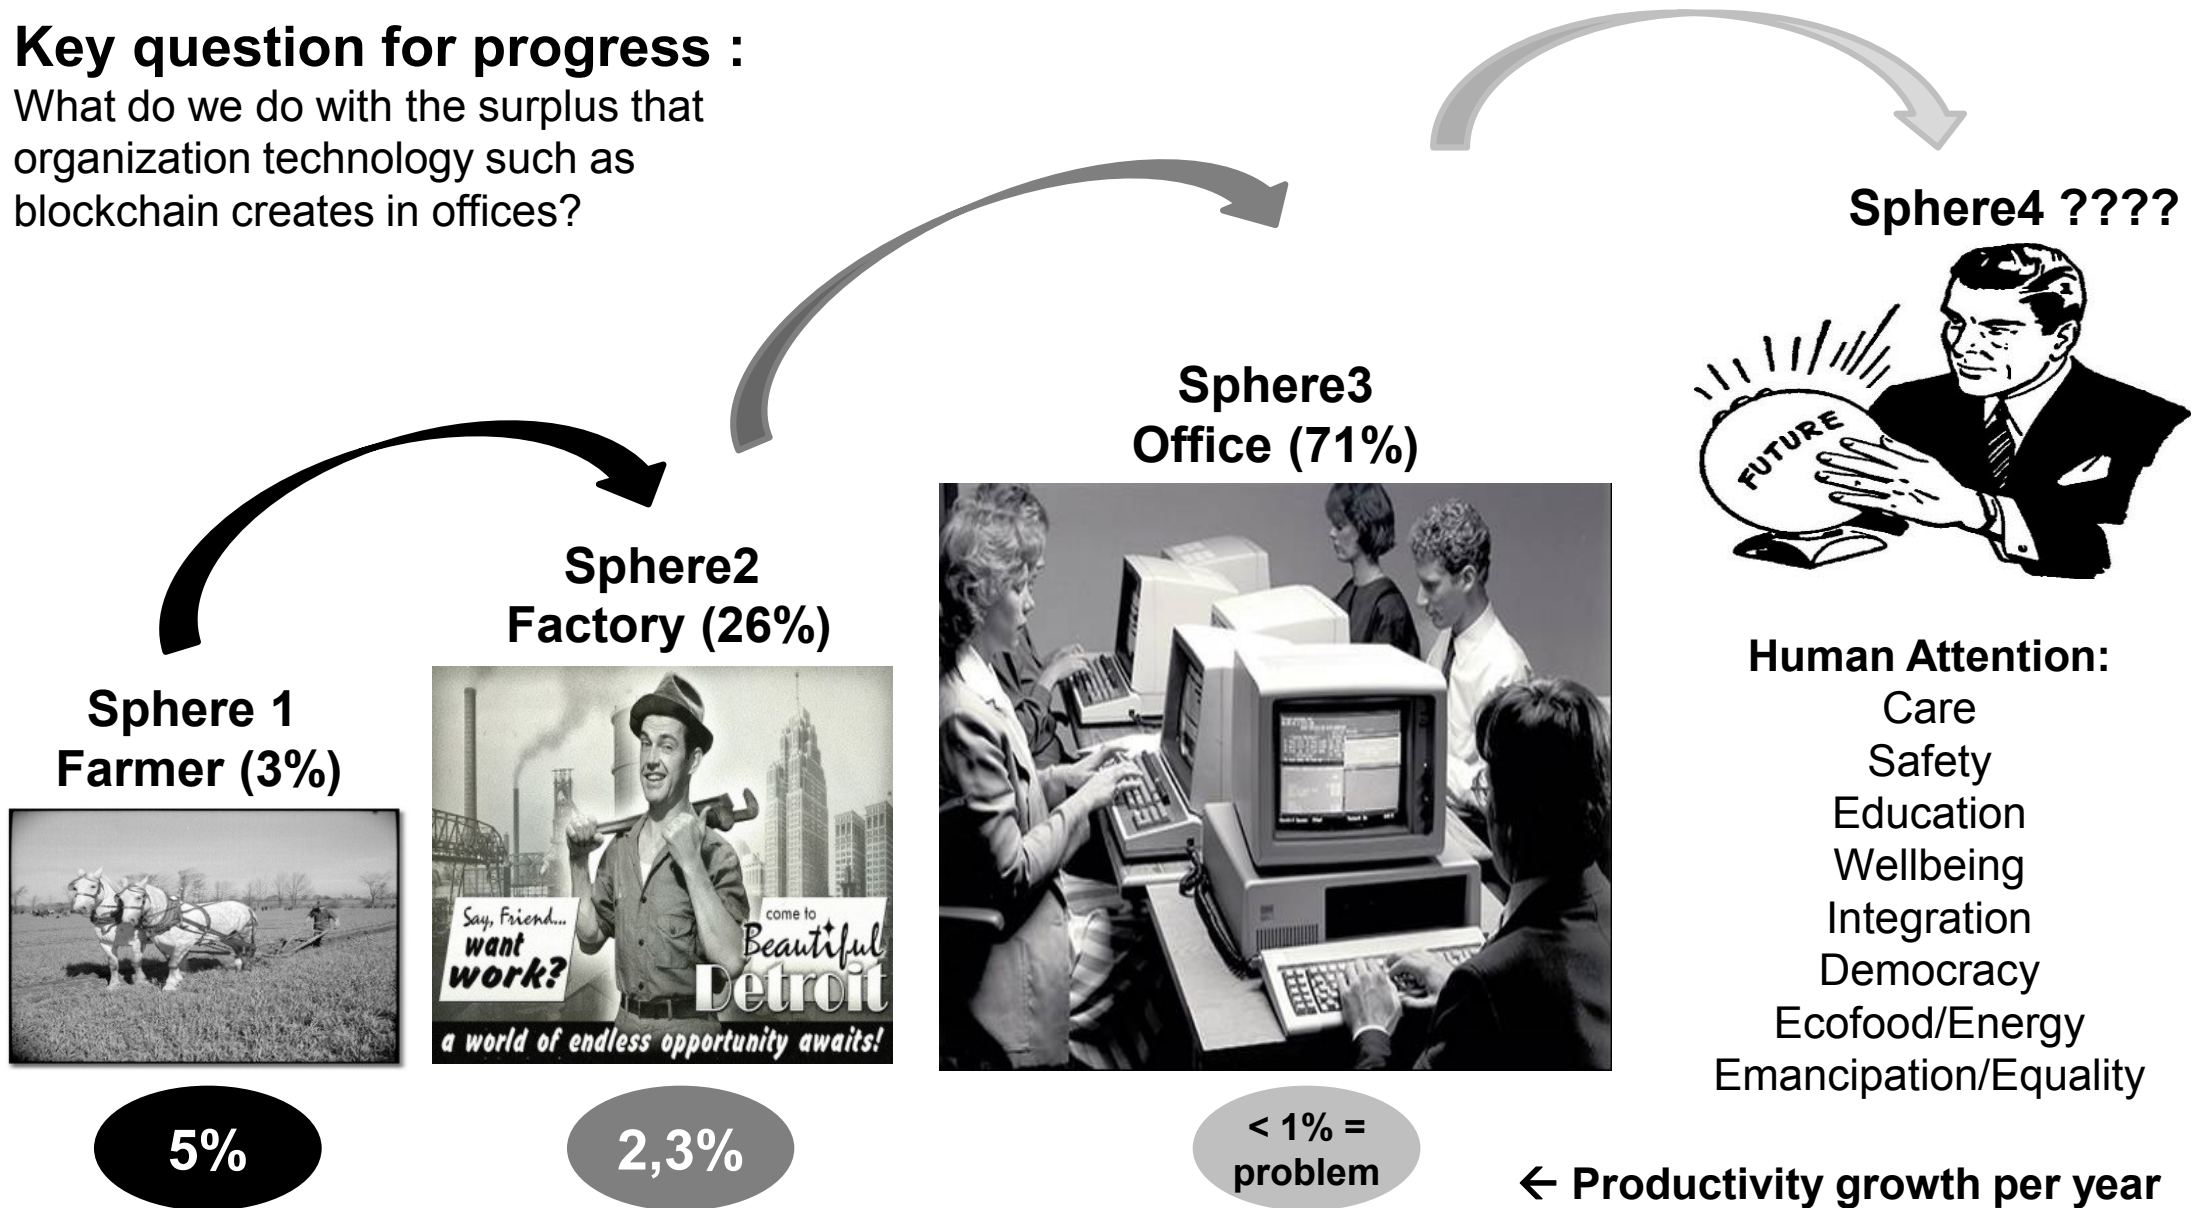 Key question for progress :
What do we do with the surplus that
organization technology such as
blockchain creates in offices?
Sphere 1
Farmer (3%)
5%
Sphere2
Factory (26%)
Say, Friend...
want
work?
come to
Beautiful
Detroit
a world of endless opportunity awaits!
2,3%
Sphere3
Office (71%)
< 1% =
problem
Sphere4 ????
FUTURE
Human Attention:
Care
Safety
Education
Wellbeing
Integration
Democracy
Ecofood/Energy
Emancipation/Equality
← Productivity growth per year